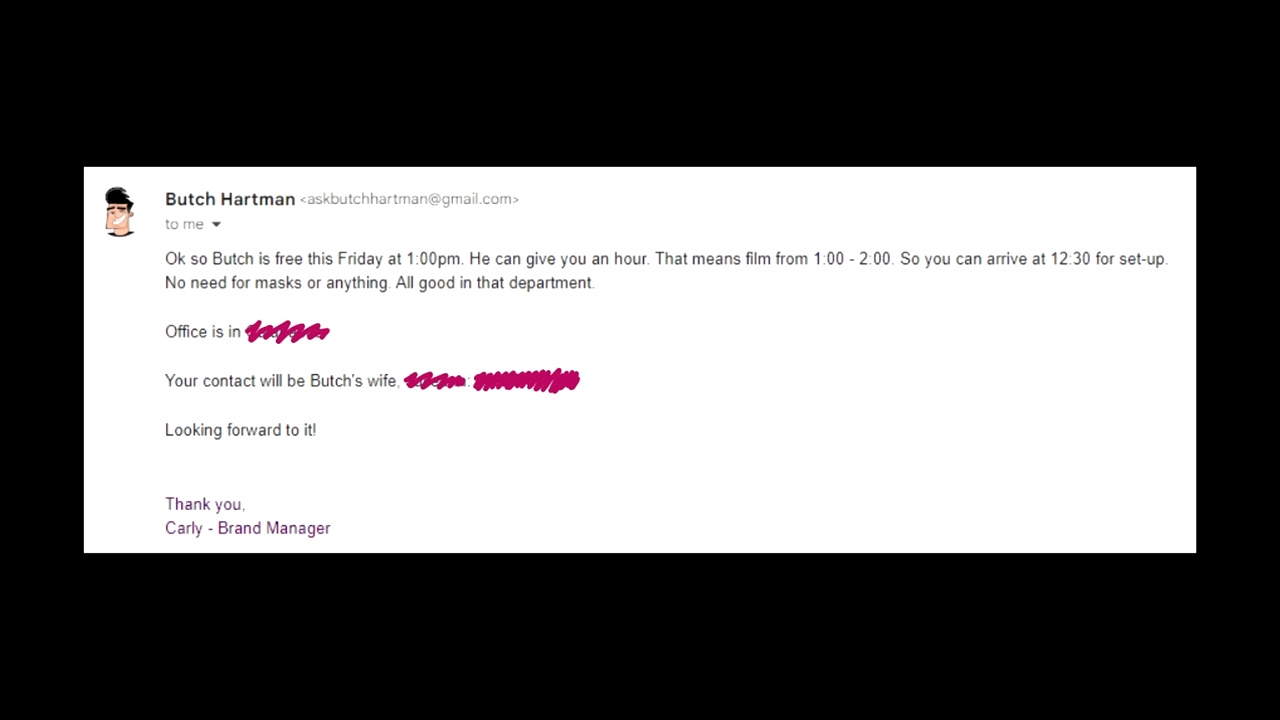 Butch Hartman <askbutchhartman@gmail.com>
to me
Ok so Butch is free this Friday at 1:00pm. He can give you an hour. That means film from 1:00 - 2:00. So you can arrive at 12:30 for set-up.
No need for masks or anything. All good in that department.
Office is in
Your contact will be Butch's wife, :
Looking forward to it!
Thank you,
Carly - Brand Manager